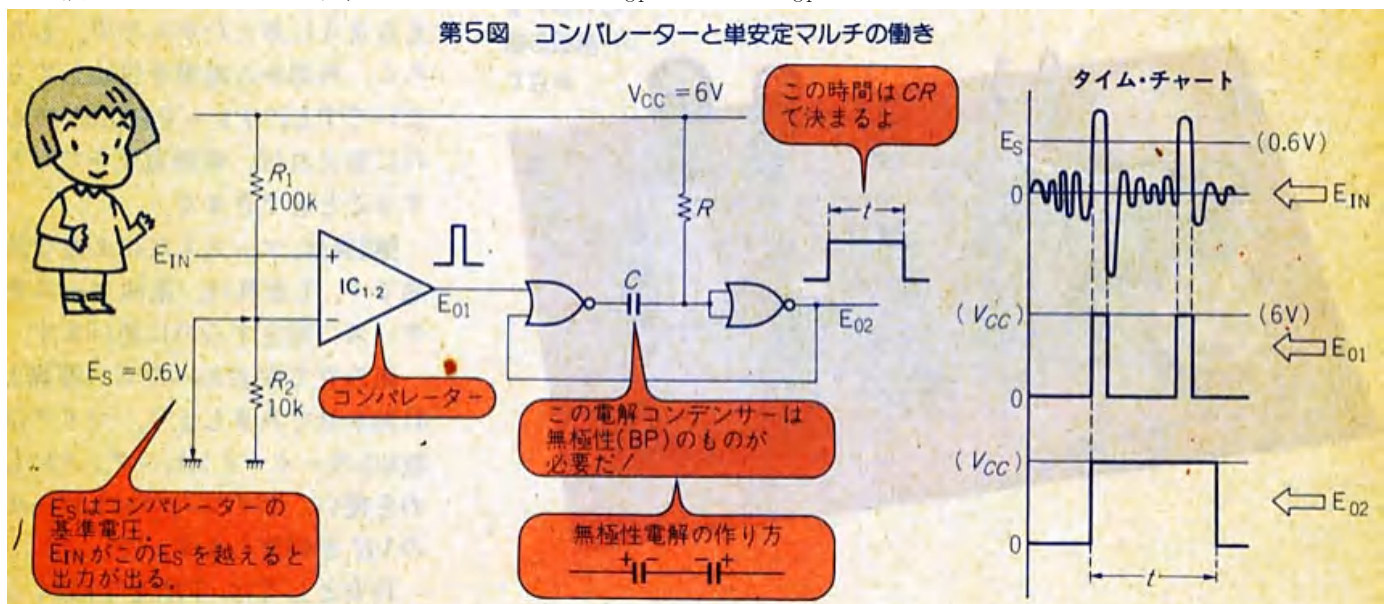 第5図 コンパレーターと単安定マルチの働き
VCC=6V
この時間はCR
で決まるよ
タイム・チャート
R1
100k
R
t
ES
(0.6V)
0
EIN
EIN
+
IC1・2
−
E01
C
E02
(VCC)
(6V)
E01
0
ES=0.6V
R2
10k
コンパレーター
この電解コンデンサーは
無極性(BP)のものが
必要だ!
(VCC)
E02
0
t
ESはコンパレーターの
基準電圧.
EINがこのESを越えると
出力が出る.
無極性電解の作り方
+ − − +